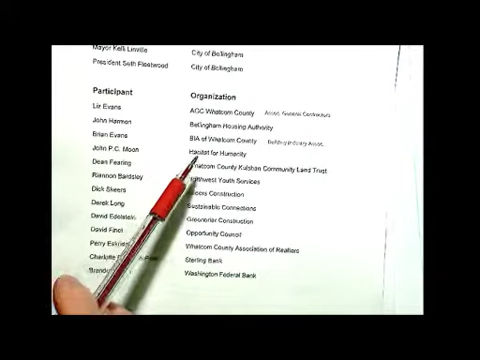 Mayor Kelli Linville City of Bellingham
President Seth Fleetwood City of Bellingham
Participant Organization
Liz Evans AGC Whatcom County Assoc. General Contractors
John Harmon Bellingham Housing Authority
Brian Evans BIA of Whatcom County Building Industry Assoc.
John P.C. Moon Habitat for Humanity
Dean Fearing Whatcom County Kulshan Community Land Trust
Riannon Bardsley Northwest Youth Services
Dick Skeers Construction
Derek Long Sustainable Connections
David Edelstein Greenbriar Construction
David Finet Opportunity Council
Perry Eskridge Whatcom County Association of Realtors
Sterling Bank
Washington Federal Bank